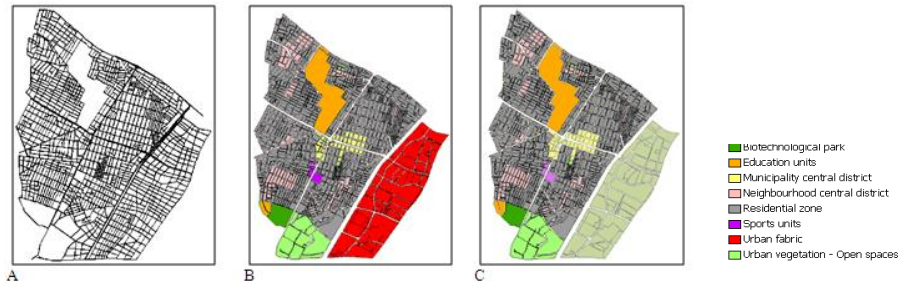 Biotechnological park
Education units
Municipality central district
Neighbourhood central district
Residential zone
Sports units
Urban fabric
Urban vegetation - Open spaces
A
B
C